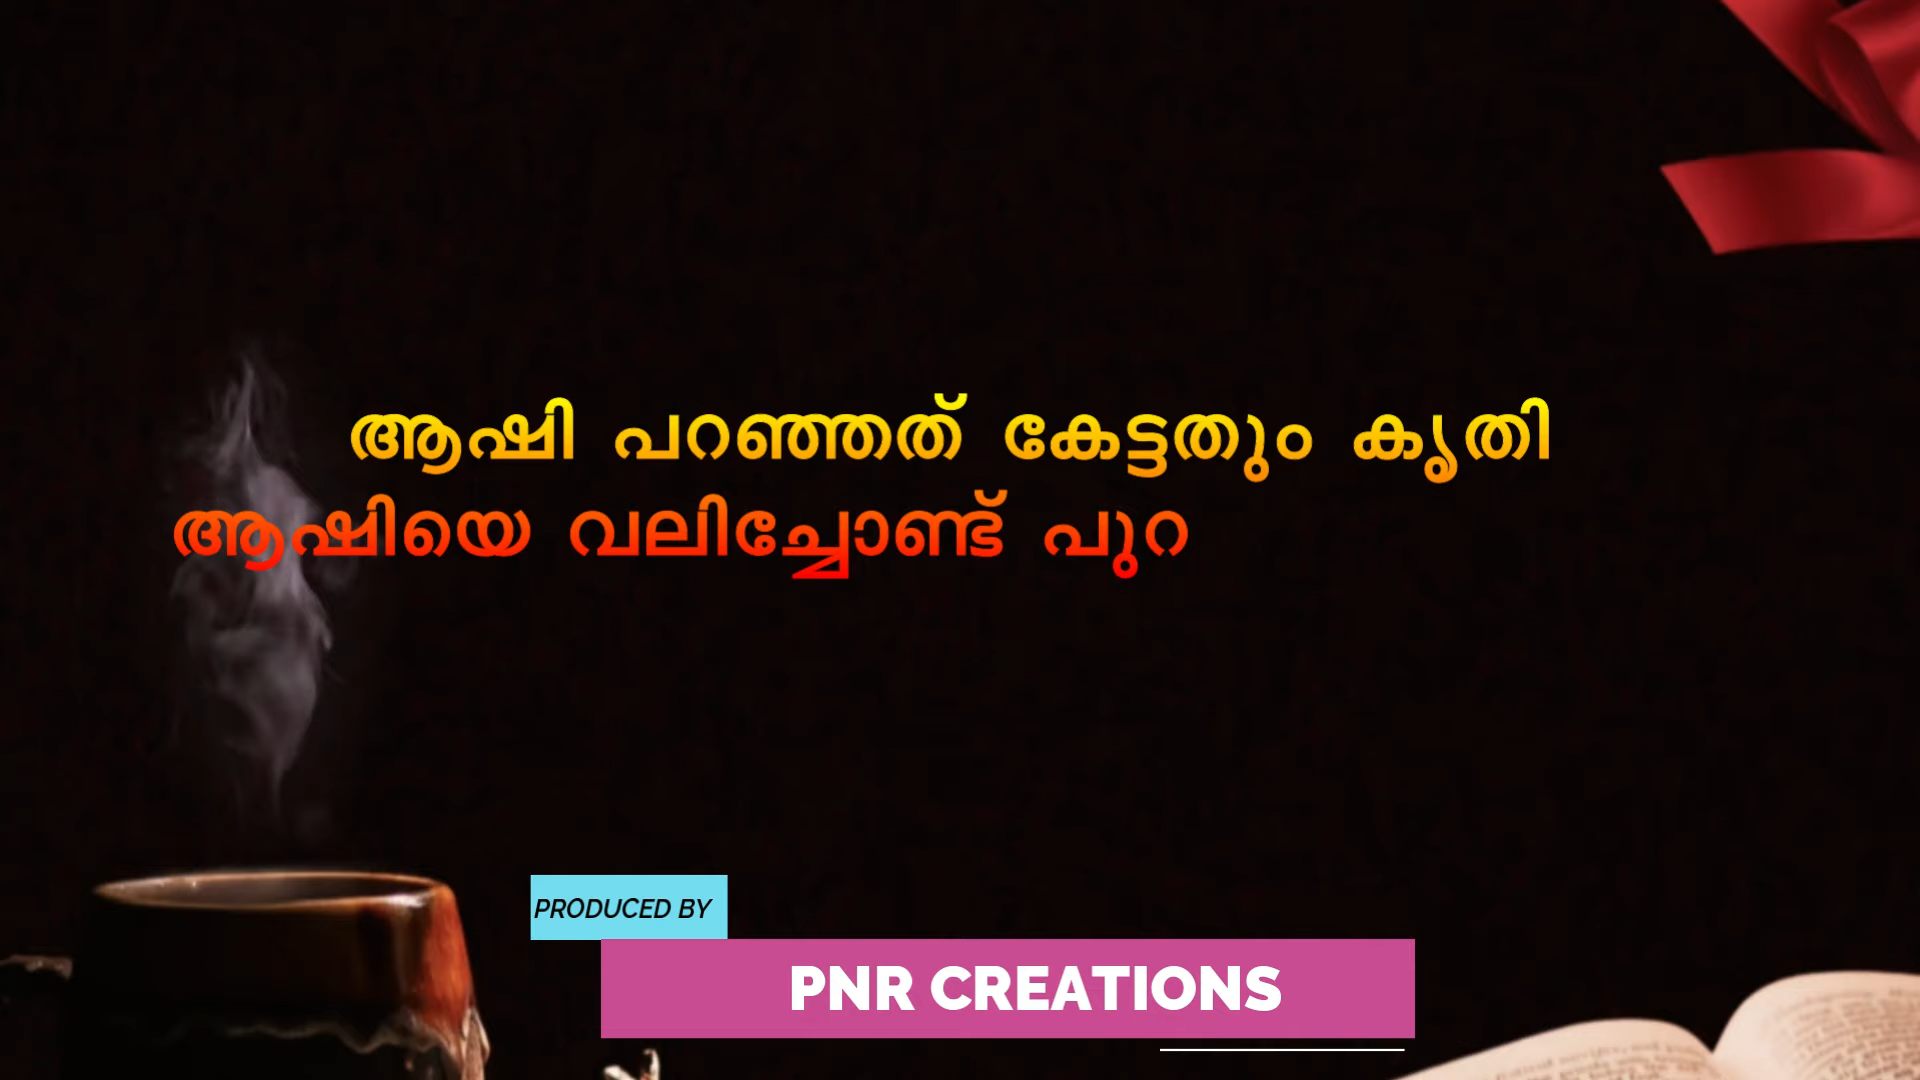 ആഷി പറഞ്ഞത് കേട്ടതും കൃതി
ആഷിയെ വലിച്ചോണ്ട് പുറ
PRODUCED BY
PNR CREATIONS